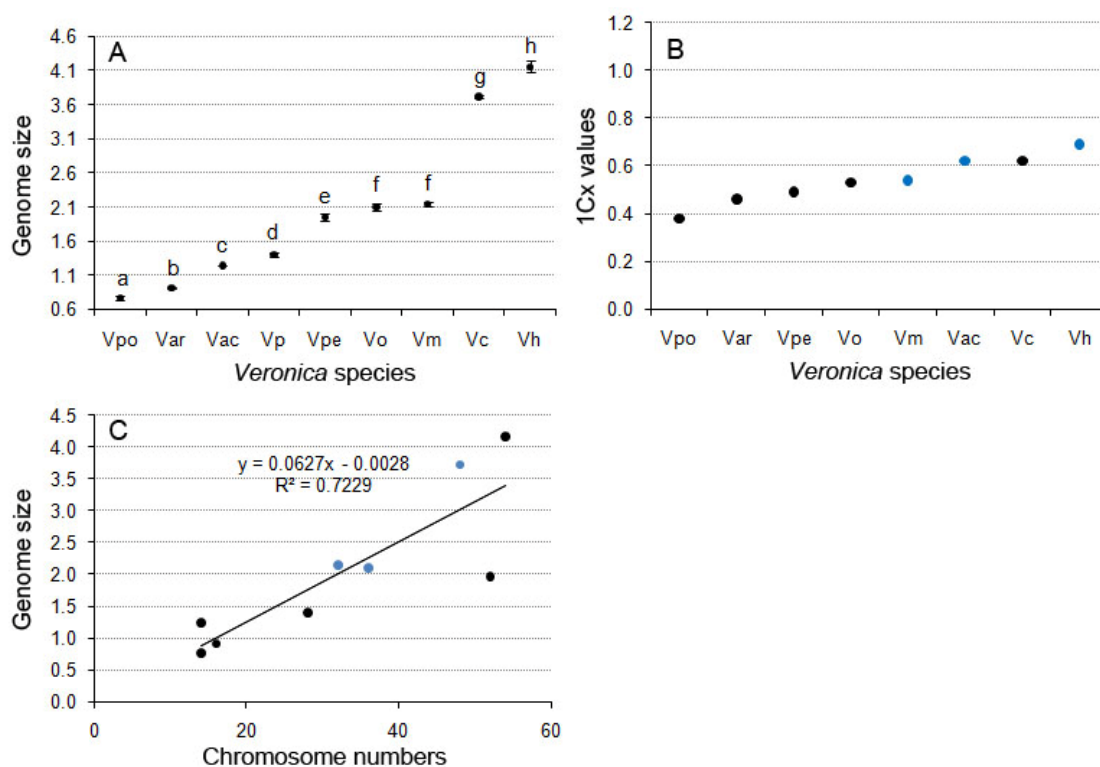 A
Genome size
4.6
4.1
3.6
3.1
2.6
2.1
1.6
1.1
0.6
a
b
c
d
e
f
f
g
h
Vpo Var Vac Vp Vpe Vo Vm Vc Vh
Veronica species
B
1Cx values
1.2
1.0
0.8
0.6
0.4
0.2
0.0
Vpo Var Vpe Vo Vm Vac Vc Vh
Veronica species
C
Genome size
4.5
4.0
3.5
3.0
2.5
2.0
1.5
1.0
0.5
0.0
y = 0.0627x - 0.0028
R² = 0.7229
0 20 40 60
Chromosome numbers